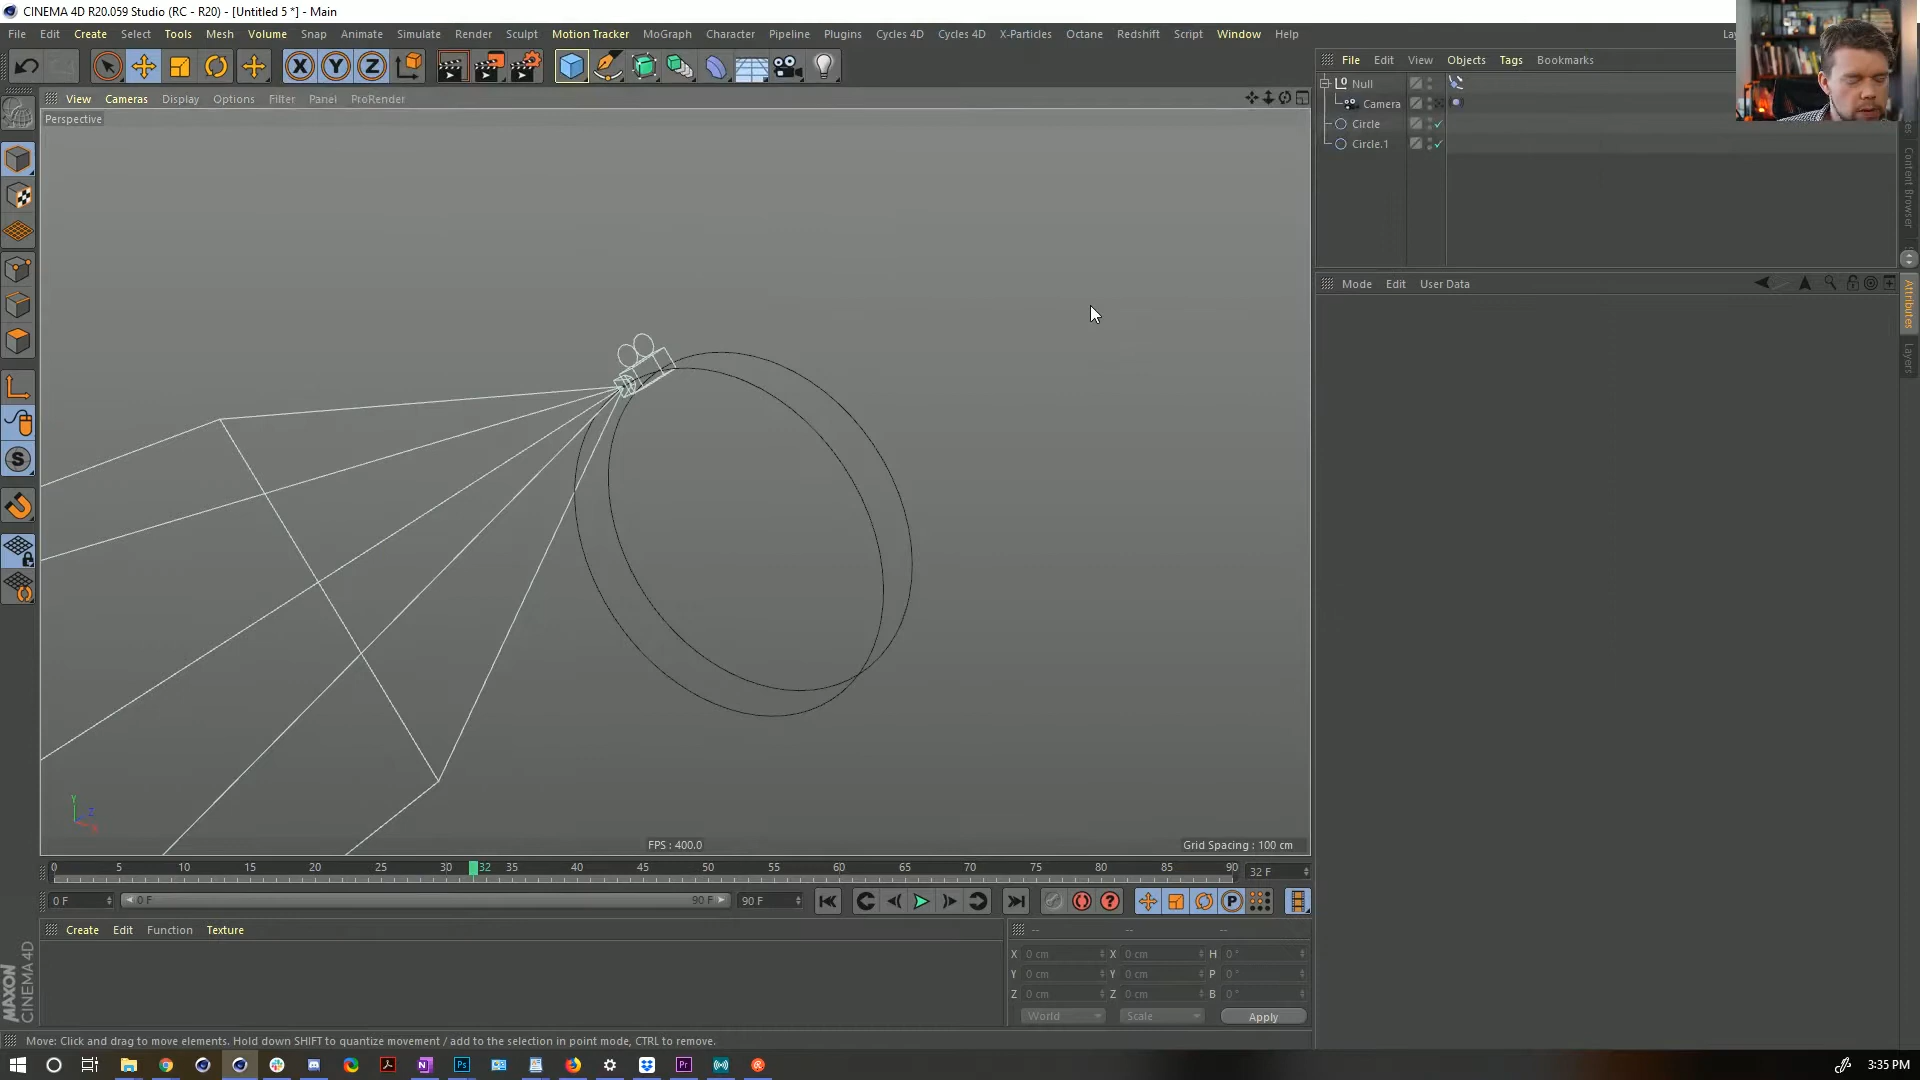 CINEMA 4D R20.059 Studio (RC - R20) - [Untitled 5 *] - Main
File Edit Create Select Tools Mesh Volume Snap Animate Simulate Render Sculpt Motion Tracker MoGraph Character Pipeline Plugins Cycles 4D Cycles 4D X-Particles Octane Redshift Script Window Help
File Edit View Objects Tags Bookmarks
Null
Camera
Circle
Circle.1
View Cameras Display Options Filter Panel ProRender
Perspective
Mode Edit User Data
Content Browser
Attributes
Layers
Y
Z
X
FPS : 400.0
Grid Spacing : 100 cm
0 5 10 15 20 25 30 32 35 40 45 50 55 60 65 70 75 80 85 90
32 F
0 F
0 F
90 F
90 F
Create Edit Function Texture
-- -- --
X 0 cm X 0 cm H 0 °
Y 0 cm Y 0 cm P 0 °
Z 0 cm Z 0 cm B 0 °
World Scale Apply
MAXON
CINEMA 4D
Move: Click and drag to move elements. Hold down SHIFT to quantize movement / add to the selection in point mode, CTRL to remove.
3:35 PM